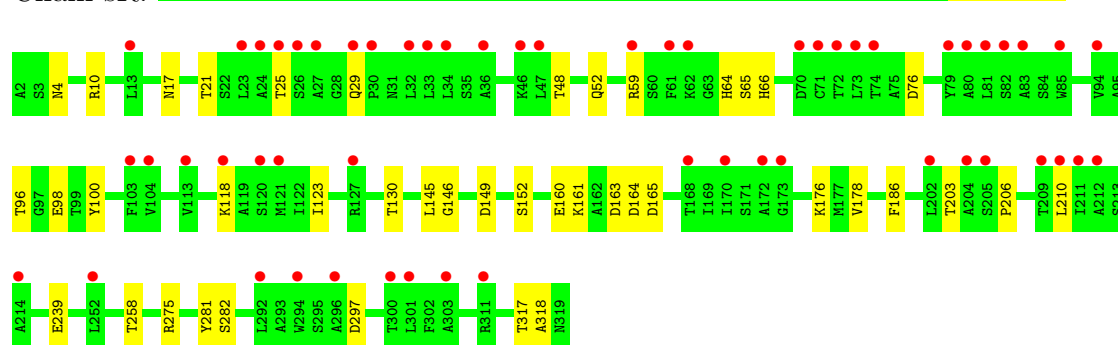 A2 S3 N4 R10 L13 N17 T21 S22 L23 A24 T25 S26 A27 G28 Q29 P30 N31 L32 L33 L34 S35 A36 K46 L47 T48 Q52 R59 S60 F61 K62 G63 H64 S65 H66 D70 C71 T72 L73 T74 A75 D76 Y79 A80 L81 S82 A83 S84 W85 V94 A95
T96 G97 E98 T99 Y100 F103 V104 V113 K118 A119 S120 M121 I122 I123 R127 T130 L145 G146 D149 S152 E160 K161 A162 D163 D164 D165 T168 I169 I170 S171 A172 G173 K176 M177 V178 F186 L202 T203 A204 S205 P206 T209 L210 I211 A212 S213
A214 E239 L252 T258 R275 Y281 S282 L292 A293 W294 S295 A296 D297 T300 L301 F302 A303 R311 T317 A318 N319